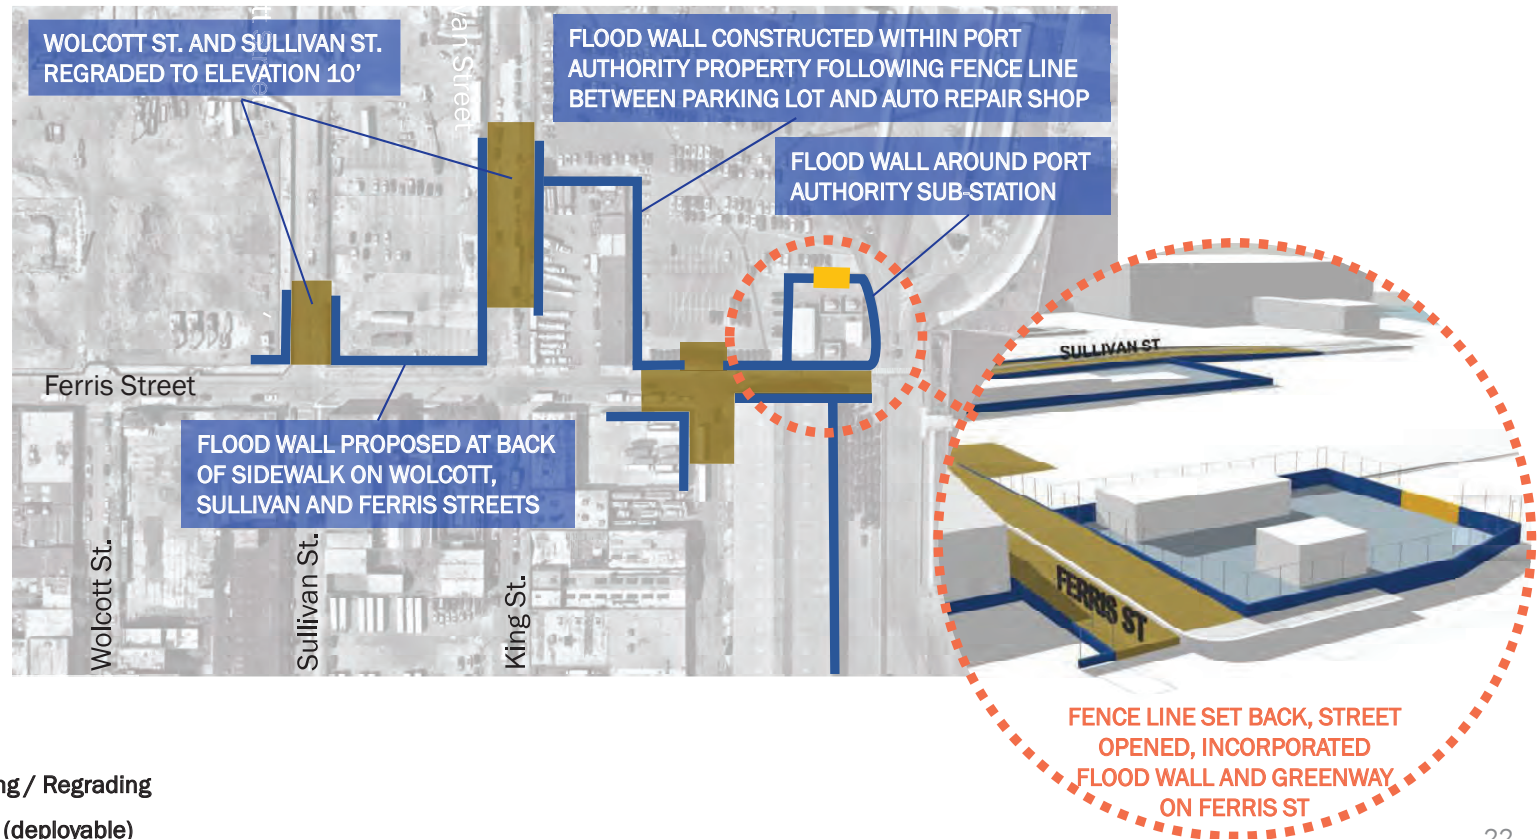 WOLCOTT ST. AND SULLIVAN ST.
REGRADED TO ELEVATION 10’
FLOOD WALL CONSTRUCTED WITHIN PORT
AUTHORITY PROPERTY FOLLOWING FENCE LINE
BETWEEN PARKING LOT AND AUTO REPAIR SHOP
FLOOD WALL AROUND PORT
AUTHORITY SUB-STATION
Street
SULLIVAN ST
Ferris Street
FLOOD WALL PROPOSED AT BACK
OF SIDEWALK ON WOLCOTT,
SULLIVAN AND FERRIS STREETS
Wolcott St.
Sullivan St.
King St.
FERRIS ST
FENCE LINE SET BACK, STREET
OPENED, INCORPORATED
FLOOD WALL AND GREENWAY
ON FERRIS ST
/ Regrading
(deployable)
22